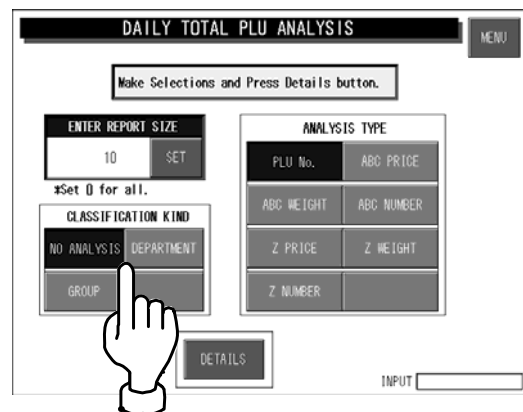 DAILY TOTAL PLU ANALYSIS
MENU
Make Selections and Press Details button.
ENTER REPORT SIZE
10 SET
*Set 0 for all.
CLASSIFICATION KIND
NO ANALYSIS DEPARTMENT
GROUP
ANALYSIS TYPE
PLU No. ABC PRICE
ABC WEIGHT ABC NUMBER
Z PRICE Z WEIGHT
Z NUMBER
DETAILS
INPUT